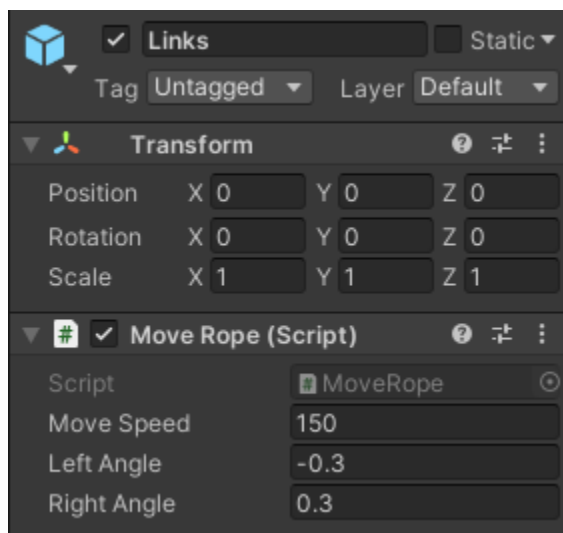 Links Static
Tag Untagged Layer Default
Transform
Position X 0 Y 0 Z 0
Rotation X 0 Y 0 Z 0
Scale X 1 Y 1 Z 1
# Move Rope (Script)
Script # MoveRope
Move Speed 150
Left Angle -0.3
Right Angle 0.3